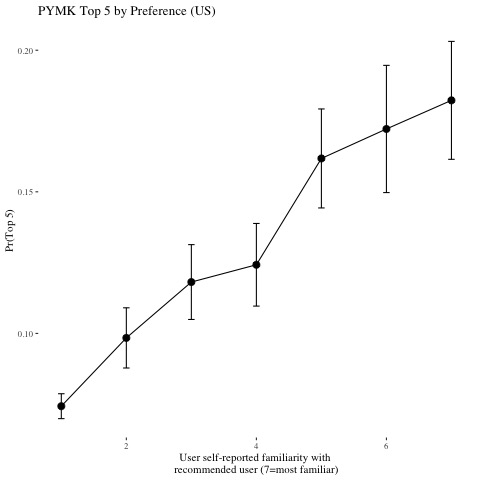 PYMK Top 5 by Preference (US)
0.20
0.15
0.10
Pr(Top 5)
2
4
6
User self-reported familiarity with
recommended user (7=most familiar)